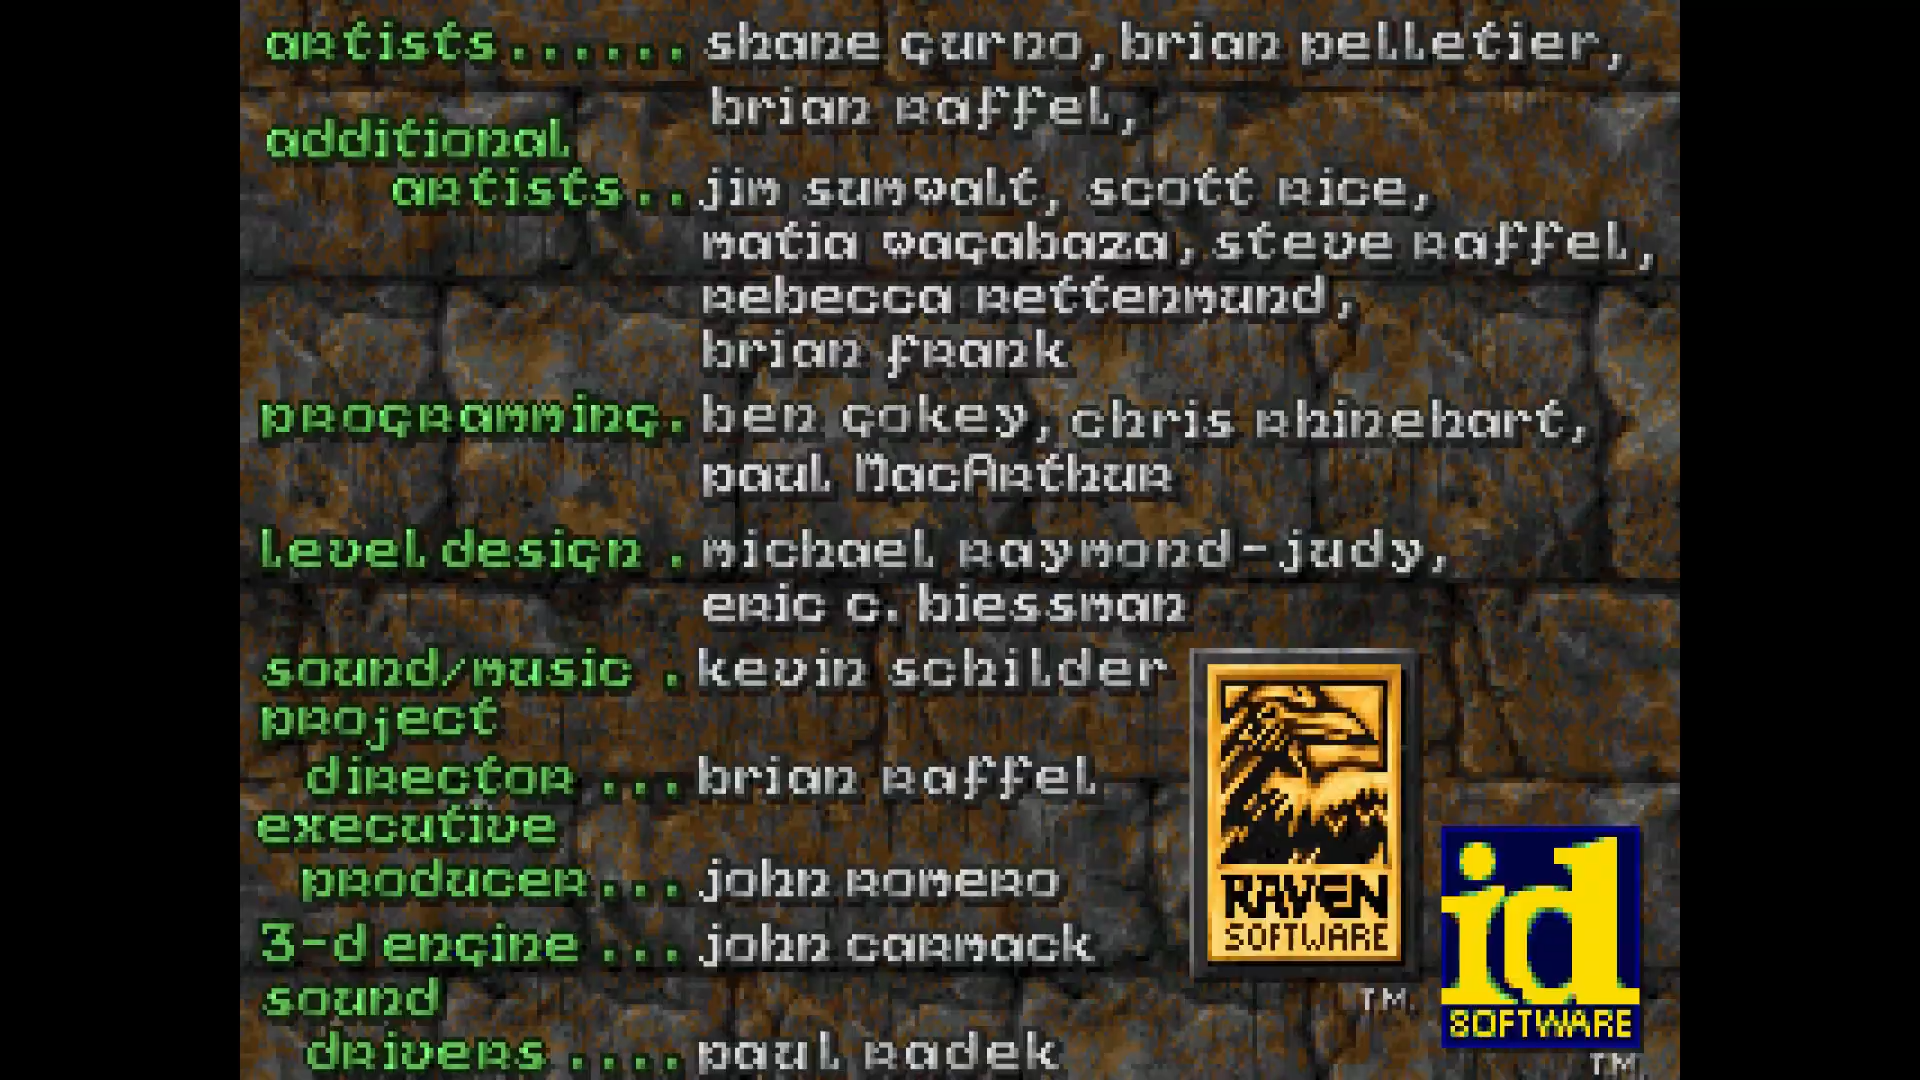 artists...... shane gurno, brian pelletier,
brian raffel,
additional
artists.. jim sumwalt, scott rice,
matia wagabaza, steve raffel,
rebecca rettenmund,
brian frank
programming. ben gokey, chris rhinehart,
paul MacArthur
level design . michael raymond-judy,
eric c. biessman
sound/music . kevin schilder
project
director ... brian raffel
executive
producer... john romero
3-d engine ... john carmack
sound
drivers .... paul radek
RAVEN
SOFTWARE
TM
id
SOFTWARE
TM